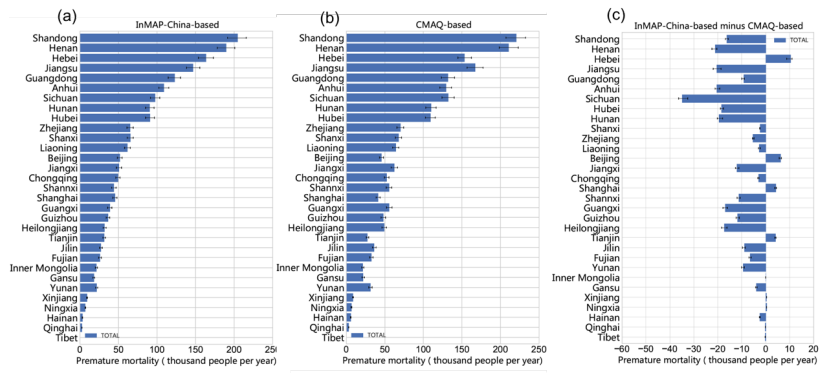 (a)
InMAP-China-based
Shandong
Henan
Hebei
Jiangsu
Guangdong
Anhui
Sichuan
Hunan
Hubei
Zhejiang
Shanxi
Liaoning
Beijing
Jiangxi
Chongqing
Shannxi
Shanghai
Guangxi
Guizhou
Heilongjiang
Tianjin
Jilin
Fujian
Inner Mongolia
Gansu
Yunan
Xinjiang
Ningxia
Hainan
Qinghai
Tibet
TOTAL
0 50 100 150 200 250
Premature mortality ( thousand people per year)
(b)
CMAQ-based
Shandong
Henan
Hebei
Jiangsu
Guangdong
Anhui
Sichuan
Hunan
Hubei
Zhejiang
Shanxi
Liaoning
Beijing
Jiangxi
Chongqing
Shannxi
Shanghai
Guangxi
Guizhou
Heilongjiang
Tianjin
Jilin
Fujian
Inner Mongolia
Gansu
Yunan
Xinjiang
Ningxia
Hainan
Qinghai
Tibet
TOTAL
0 50 100 150 200 250
Premature mortality ( thousand people per year)
(c)
InMAP-China-based minus CMAQ-based
TOTAL
Shandong
Henan
Hebei
Jiangsu
Guangdong
Anhui
Sichuan
Hubei
Hunan
Shanxi
Zhejiang
Liaoning
Beijing
Jiangxi
Chongqing
Shanghai
Shannxi
Guangxi
Guizhou
Heilongjiang
Tianjin
Jilin
Fujian
Yunan
Inner Mongolia
Gansu
Xinjiang
Ningxia
Hainan
Qinghai
Tibet
−60 −50 −40 −30 −20 −10 0 10 20
Premature mortality ( thousand people per year)